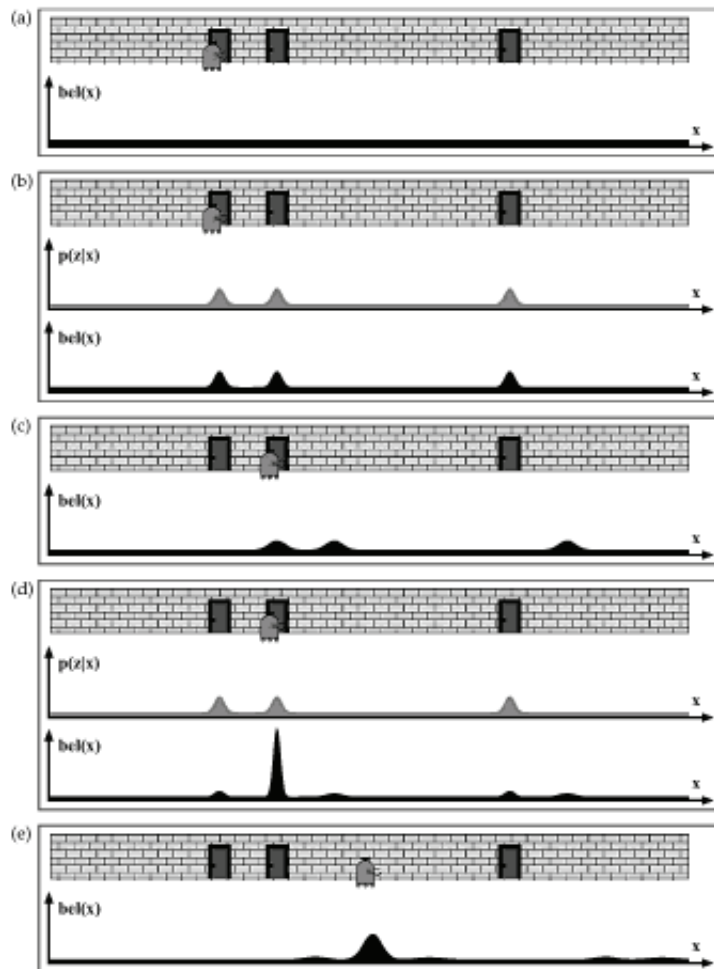 (a)
bel(x)
x
(b)
p(z|x)
x
bel(x)
x
(c)
bel(x)
x
(d)
p(z|x)
x
bel(x)
x
(e)
bel(x)
x